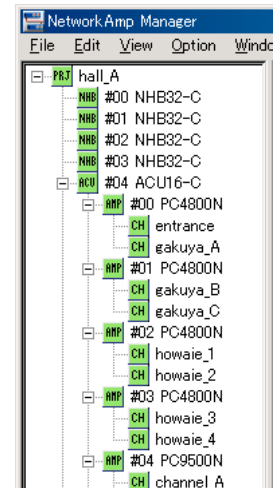 NetworkAmp Manager
File Edit View Option Windo
PRJ hall_A
NHB #00 NHB32-C
NHB #01 NHB32-C
NHB #02 NHB32-C
NHB #03 NHB32-C
ACU #04 ACU16-C
AMP #00 PC4800N
CH entrance
CH gakuya_A
AMP #01 PC4800N
CH gakuya_B
CH gakuya_C
AMP #02 PC4800N
CH howaie_1
CH howaie_2
AMP #03 PC4800N
CH howaie_3
CH howaie_4
AMP #04 PC9500N
CH channel A